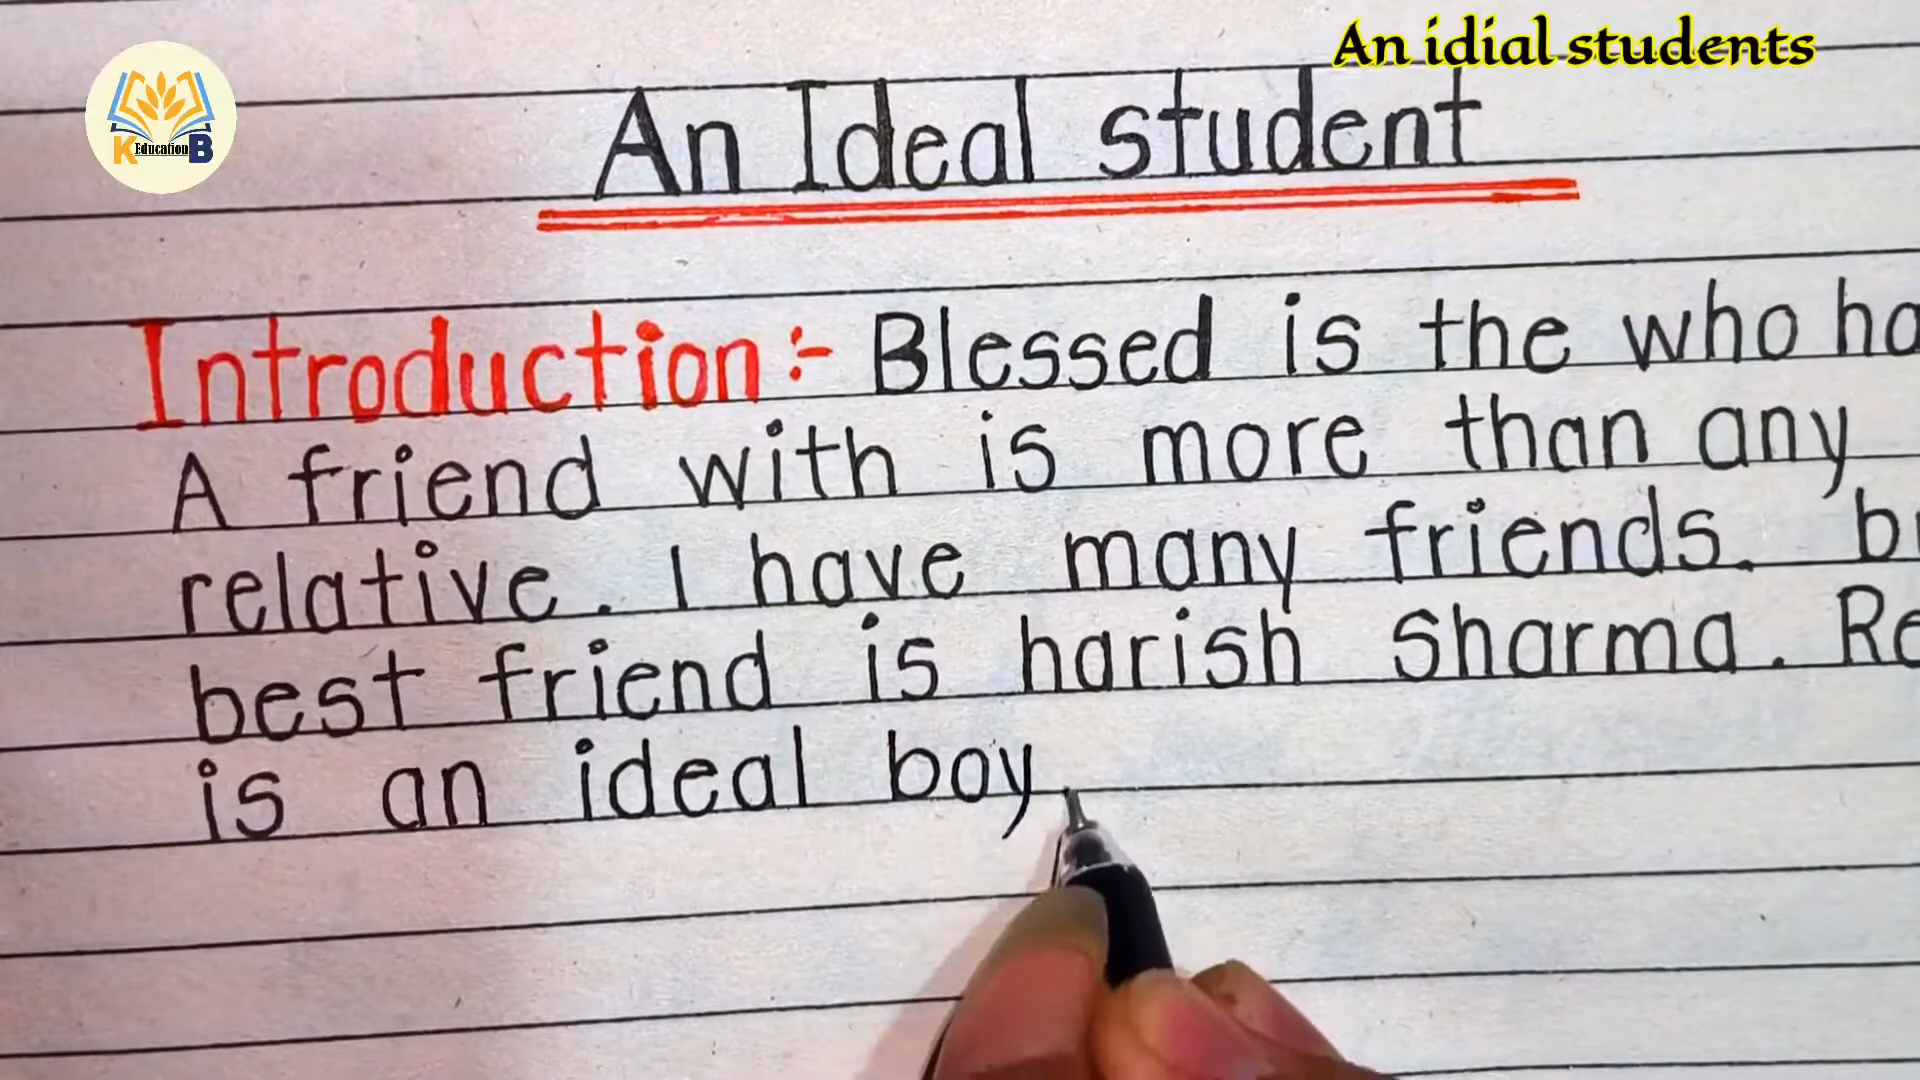 An idial students
K Education B
An Ideal student
Introduction:- Blessed is the who
A friend with is more than any
relative. I have many friends.
best friend is harish Sharma.
is an ideal boy